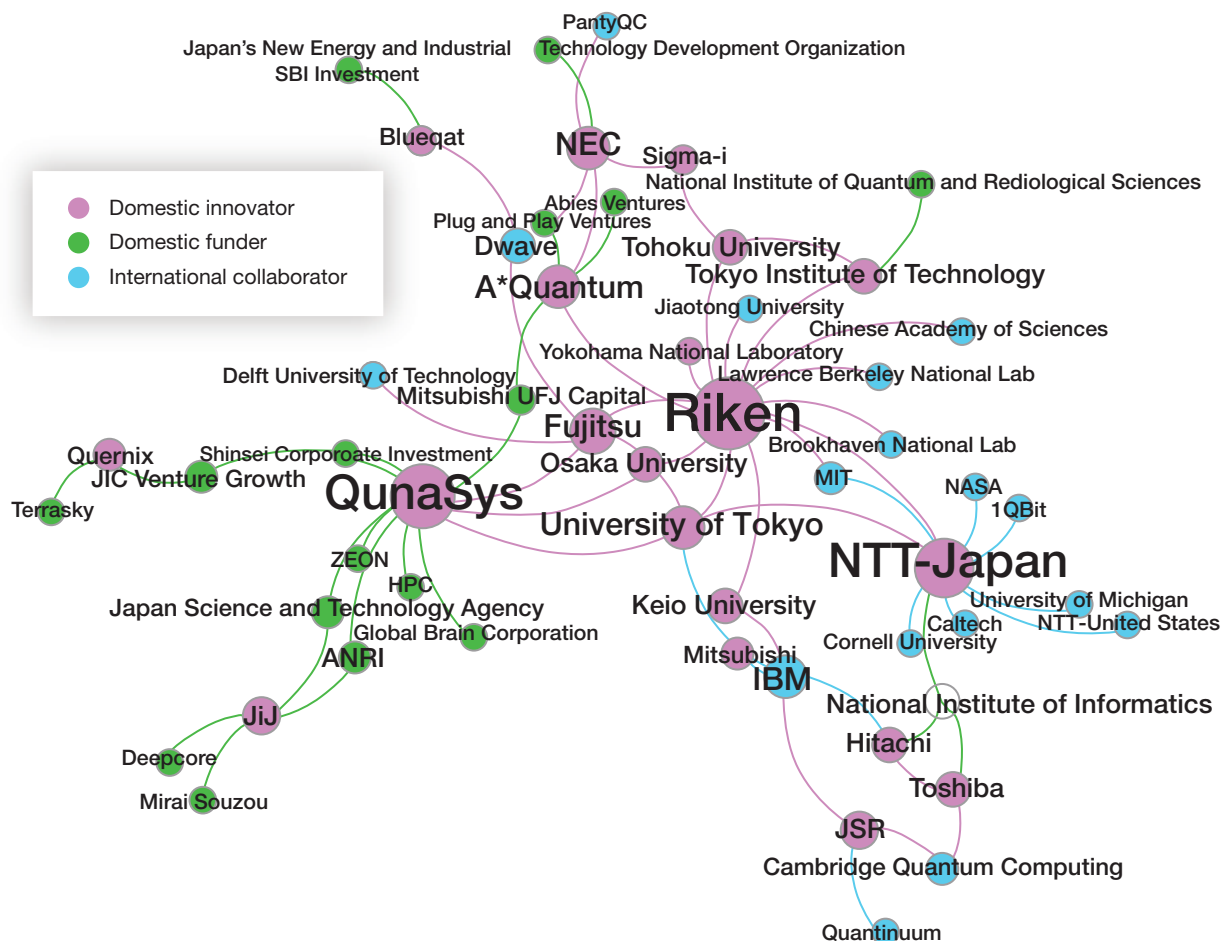 PantyQC
Japan's New Energy and Industrial
Technology Development Organization
SBI Investment
Blueqat
NEC
Sigma-i
National Institute of Quantum and Rediological Sciences
Domestic innovator
Domestic funder
International collaborator
Abies Ventures
Plug and Play Ventures
Dwave
Tohoku University
Tokyo Institute of Technology
A*Quantum
Jiaotong University
Chinese Academy of Sciences
Yokohama National Laboratory
Delft University of Technology
Lawrence Berkeley National Lab
Mitsubishi UFJ Capital
Riken
Fujitsu
Brookhaven National Lab
Quernix
Shinsei Corporoate Investment
Osaka University
JIC Venture Growth
MIT
NASA
QunaSys
Terrasky
1QBit
University of Tokyo
ZEON
NTT-Japan
HPC
Japan Science and Technology Agency
Keio University
University of Michigan
Caltech
NTT-United States
Global Brain Corporation
Cornell University
ANRI
Mitsubishi
IBM
National Institute of Informatics
JiJ
Hitachi
Deepcore
Toshiba
Mirai Souzou
JSR
Cambridge Quantum Computing
Quantinuum